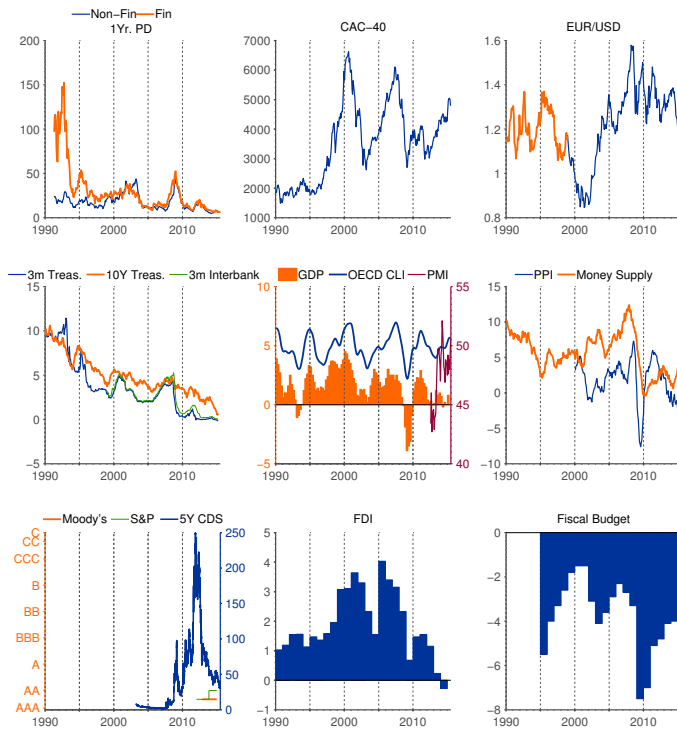 Non−Fin Fin
1Yr. PD
CAC−40
EUR/USD
200
150
100
50
0
1990 2000 2010
7000
6000
5000
4000
3000
2000
1000
1990 2000 2010
1.6
1.4
1.2
1
0.8
1990 2000 2010
3m Treas. 10Y Treas. 3m Interbank
GDP OECD CLI PMI
PPI Money Supply
15
10
5
0
−5
1990 2000 2010
10
5
0
−5
55
50
45
40
1990 2000 2010
15
10
5
0
−5
−10
1990 2000 2010
Moody's S&P 5Y CDS
FDI
Fiscal Budget
C
CC
CCC
B
BB
BBB
A
AA
AAA
250
200
150
100
50
0
1990 2000 2010
5
4
3
2
1
0
−1
1990 2000 2010
0
−2
−4
−6
−8
1990 2000 2010